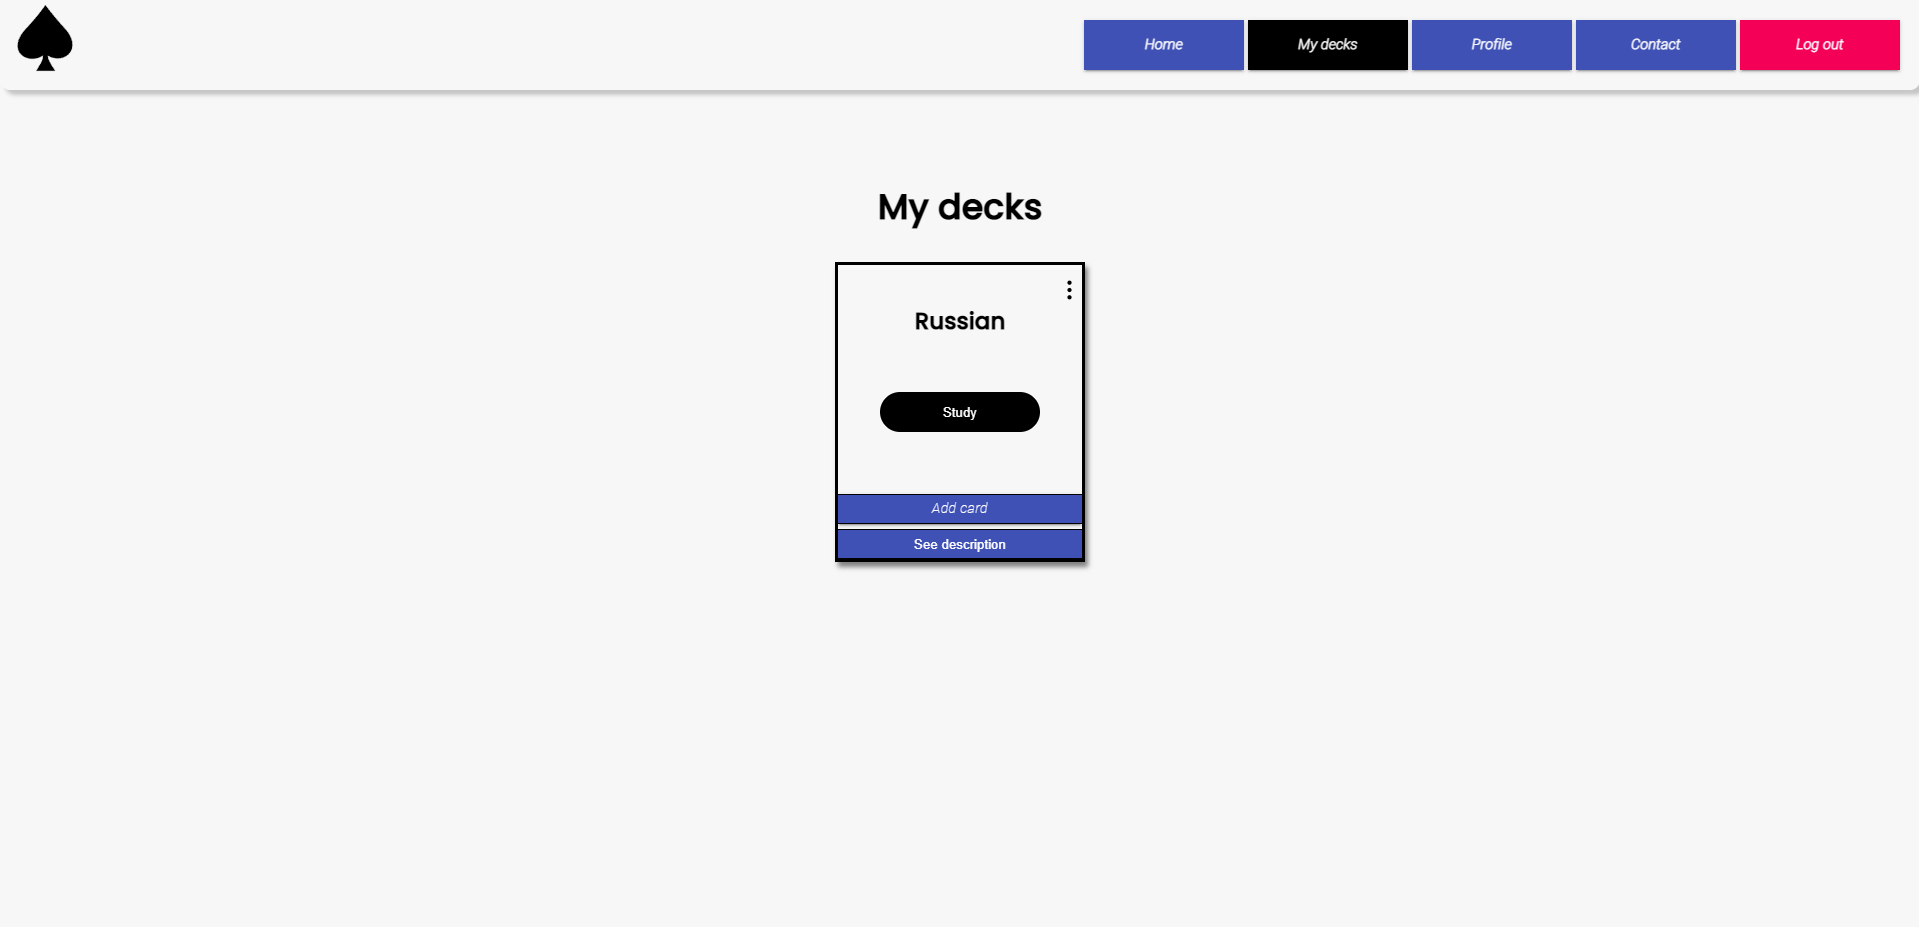 Home
My decks
Profile
Contact
Log out
My decks
Russian
Study
Add card
See description